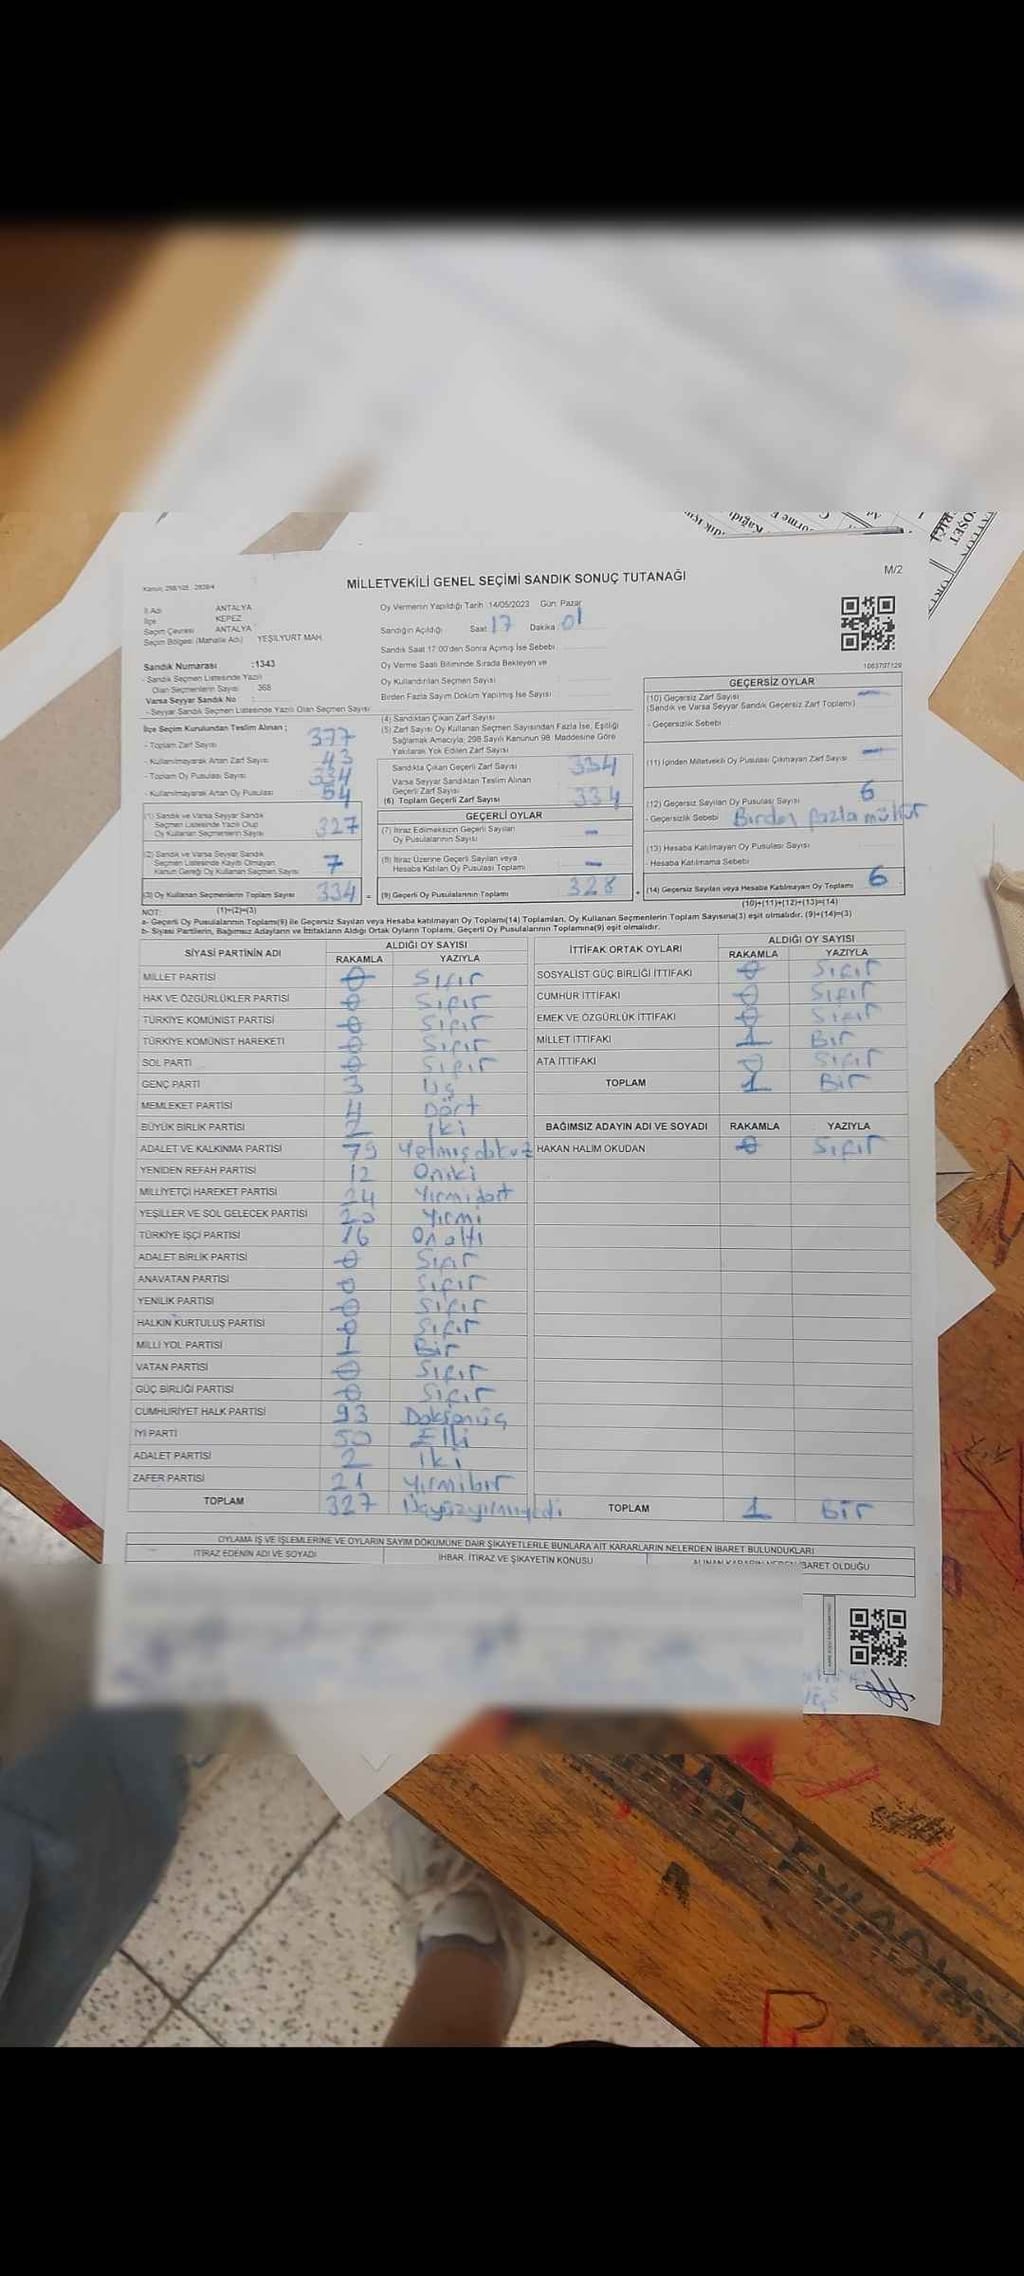 MİLLETVEKİLİ GENEL SEÇİMİ SANDIK SONUÇ TUTANAĞI
M/2
İl Adı ANTALYA
İlçe KEPEZ
Seçim Çevresi ANTALYA
Seçim Bölgesi (Mahalle Adı) YEŞİLYURT MAH.
Oy Vermenin Yapıldığı Tarih :14/05/2023 Gün: Pazar
Sandığın Açıldığı Saat 17 Dakika 01
Sandık Saat 17:00'den Sonra Açmış İse Sebebi
Oy Verme Saati Bitiminde Sırada Bekleyen ve
Oy Kullandırılan Seçmen Sayısı
Birden Fazla Sayım Döküm Yapılmış İse Sayısı
Sandık Numarası :1343
- Sandık Seçmen Listesinde Yazılı
Olan Seçmenlerin Sayısı 368
Varsa Seyyar Sandık No :
- Seyyar Sandık Seçmen Listesinde Yazılı Olan Seçmen Sayısı
İlçe Seçim Kurulundan Teslim Alınan ;
- Toplam Zarf Sayısı 377
- Kullanılmayarak Artan Zarf Sayısı 43
- Toplam Oy Pusulası Sayısı
- Kullanılmayarak Artan Oy Pusulası 54
(1) Sandık ve Varsa Seyyar Sandık
Seçmen Listesinde Yazılı Olup
Oy Kullanan Seçmenlerin Sayısı 327
(2) Sandık ve Varsa Seyyar Sandık
Seçmen Listesinde Kayıtlı Olmayan
Kanun Gereği Oy Kullanan Seçmen Sayısı 7
(3) Oy Kullanan Seçmenlerin Toplam Sayısı 334
=
(1)+(2)=(3)
(4) Sandıktan Çıkan Zarf Sayısı
(5) Zarf Sayısı Oy Kullanan Seçmen Sayısından Fazla İse, Eşitliği
Sağlamak Amacıyla; 298 Sayılı Kanunun 98. Maddesine Göre
Yakılarak Yok Edilen Zarf Sayısı
Sandıkta Çıkan Geçerli Zarf Sayısı 334
Varsa Seyyar Sandıktan Teslim Alınan
Geçerli Zarf Sayısı
(6) Toplam Geçerli Zarf Sayısı 334
GEÇERLİ OYLAR
(7) İtiraz Edilmeksizin Geçerli Sayılan
Oy Pusulalarının Sayısı -
(8) İtiraz Üzerine Geçerli Sayılan veya
Hesaba Katılan Oy Pusulası Toplamı -
(9) Geçerli Oy Pusulalarının Toplamı 328
+
1063797129
GEÇERSİZ OYLAR
(10) Geçersiz Zarf Sayısı -
(Sandık ve Varsa Seyyar Sandık Geçersiz Zarf Toplamı)
- Geçersizlik Sebebi :
(11) İçinden Milletvekili Oy Pusulası Çıkmayan Zarf Sayısı -
(12) Geçersiz Sayılan Oy Pusulası Sayısı 6
- Geçersizlik Sebebi Birden fazla mühür
(13) Hesaba Katılmayan Oy Pusulası Sayısı
- Hesaba Katılmama Sebebi
(14) Geçersiz Sayılan veya Hesaba Katılmayan Oy Toplamı 6
(10)+(11)+(12)+(13)=(14)
NOT:
a- Geçerli Oy Pusulalarının Toplamı(9) ile Geçersiz Sayılan veya Hesaba Katılmayan Oy Toplamı(14) Toplamları, Oy Kullanan Seçmenlerin Toplam Sayısına(3) eşit olmalıdır. (9)+(14)=(3)
b- Siyasi Partilerin, Bağımsız Adayların ve İttifakların Aldığı Ortak Oyların Toplamı, Geçerli Oy Pusulalarının Toplamına(9) eşit olmalıdır.
SİYASİ PARTİNİN ADI ALDIĞI OY SAYISI
RAKAMLA YAZIYLA
MİLLET PARTİSİ 0 Sıfır
HAK VE ÖZGÜRLÜKLER PARTİSİ 0 Sıfır
TÜRKİYE KOMÜNİST PARTİSİ 0 Sıfır
TÜRKİYE KOMÜNİST HAREKETİ 0 Sıfır
SOL PARTİ 0 Sıfır
GENÇ PARTİ 3 Üç
MEMLEKET PARTİSİ 4 Dört
BÜYÜK BİRLİK PARTİSİ 2 İki
ADALET VE KALKINMA PARTİSİ 79 Yetmişdokuz
YENİDEN REFAH PARTİSİ 12 Oniki
MİLLİYETÇİ HAREKET PARTİSİ 24 Yirmidört
YEŞİLLER VE SOL GELECEK PARTİSİ 20 Yirmi
TÜRKİYE İŞÇİ PARTİSİ 16 Onaltı
ADALET BİRLİK PARTİSİ 0 Sıfır
ANAVATAN PARTİSİ 0 Sıfır
YENİLİK PARTİSİ 0 Sıfır
HALKIN KURTULUŞ PARTİSİ 0 Sıfır
MİLLİ YOL PARTİSİ 1 Bir
VATAN PARTİSİ 0 Sıfır
GÜÇ BİRLİĞİ PARTİSİ 0 Sıfır
CUMHURİYET HALK PARTİSİ 93 Doksanüç
İYİ PARTİ 50 Elli
ADALET PARTİSİ 2 İki
ZAFER PARTİSİ 21 Yirmibir
TOPLAM 327 Üçyüzyirmiyedi
İTTİFAK ORTAK OYLARI ALDIĞI OY SAYISI
RAKAMLA YAZIYLA
SOSYALİST GÜÇ BİRLİĞİ İTTİFAKI 0 Sıfır
CUMHUR İTTİFAKI 0 Sıfır
EMEK VE ÖZGÜRLÜK İTTİFAKI 0 Sıfır
MİLLET İTTİFAKI 1 Bir
ATA İTTİFAKI 0 Sıfır
TOPLAM 1 Bir
BAĞIMSIZ ADAYIN ADI VE SOYADI RAKAMLA YAZIYLA
HAKAN HALİM OKUDAN 0 Sıfır
TOPLAM 1 Bir
OYLAMA İŞ VE İŞLEMLERİNE VE OYLARIN SAYIM DÖKÜMÜNE DAİR ŞİKAYETLERLE BUNLARA AİT KARARLARIN NELERDEN İBARET BULUNDUKLARI
İTİRAZ EDENİN ADI VE SOYADI İHBAR, İTİRAZ VE ŞİKAYETİN KONUSU ALINAN KARARIN NEDEN İBARET OLDUĞU